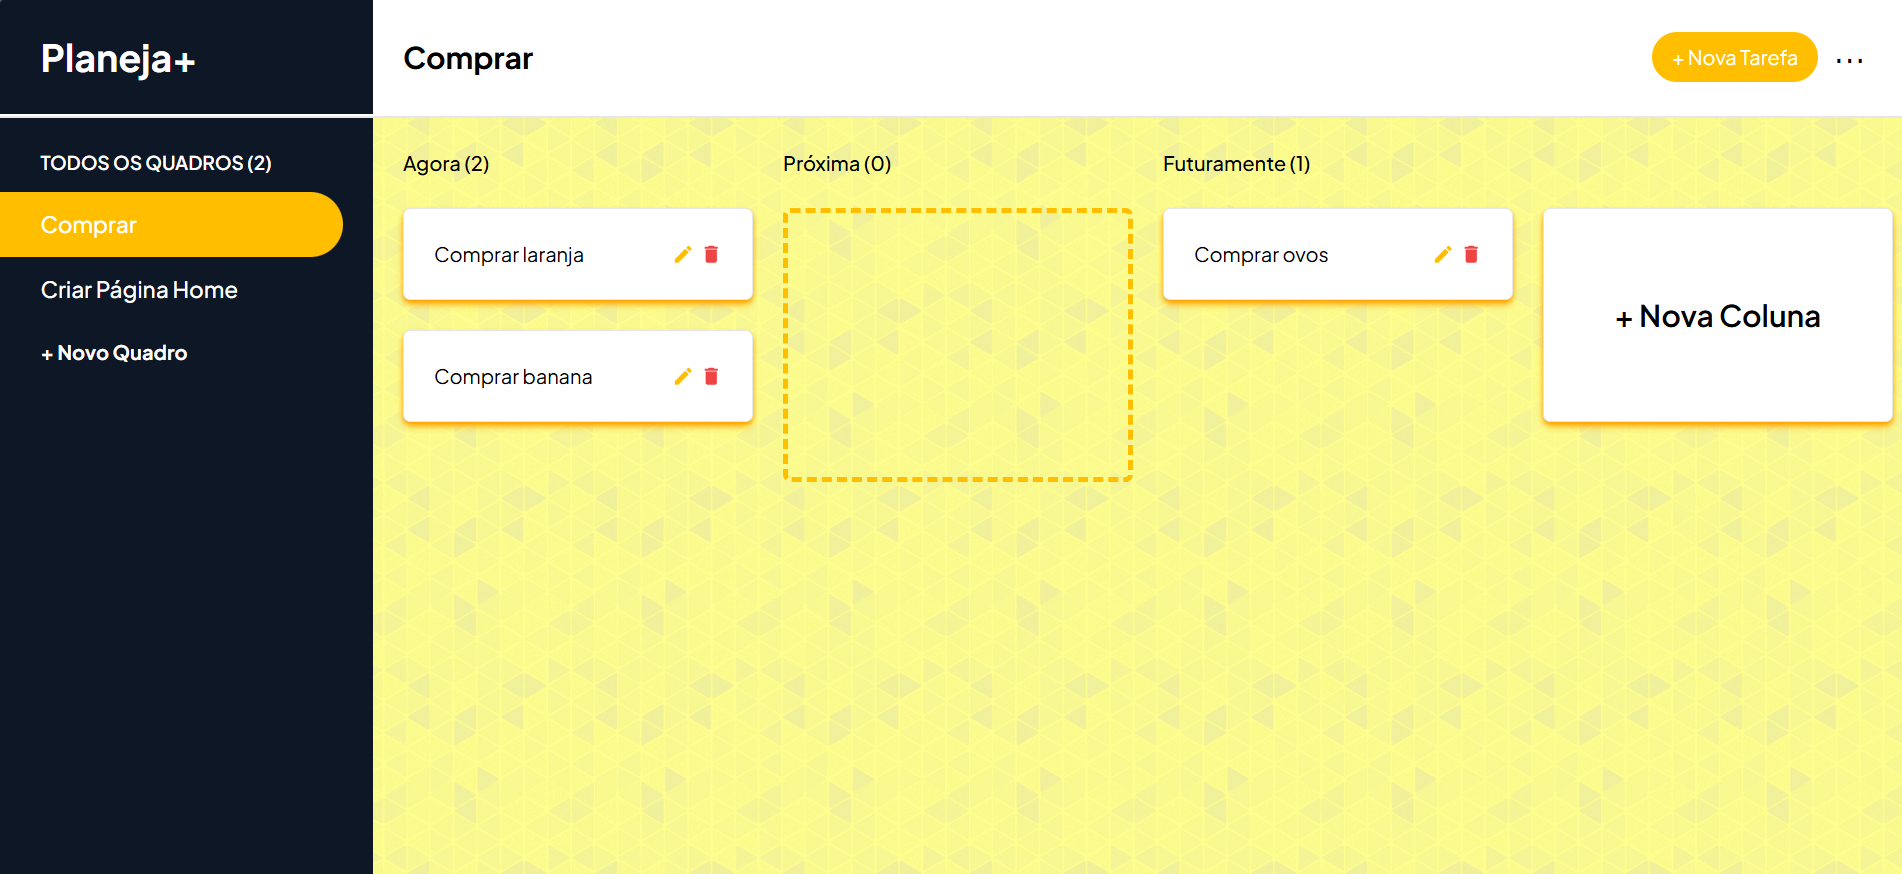 Planeja+
TODOS OS QUADROS (2)
Comprar
Criar Página Home
+ Novo Quadro
Comprar
+ Nova Tarefa
...
Agora (2)
Comprar laranja
Comprar banana
Próxima (0)
Futuramente (1)
Comprar ovos
+ Nova Coluna